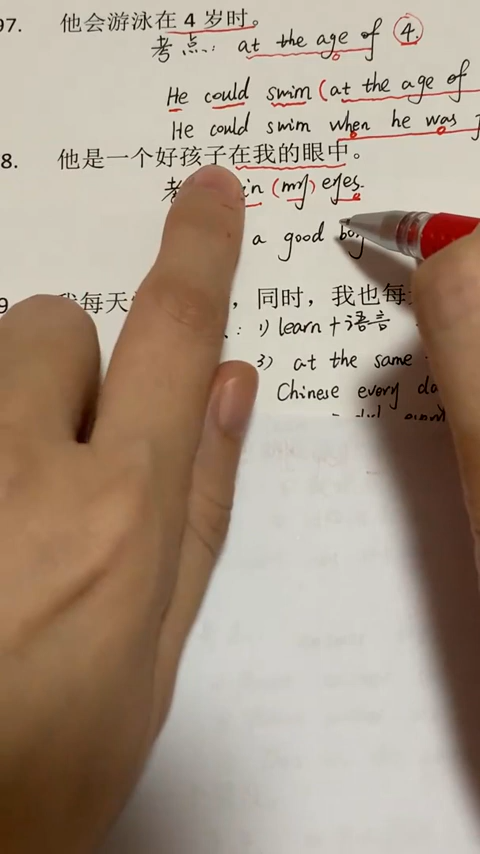 97. 他会游泳在 4 岁时。
考点: at the age of 4.
He could swim (at the age of
He could swim when he was
8. 他是一个好孩子在我的眼中。
考 in (my) eyes.
a good boy
9 我每天 , 同时, 我也每
: 1) learn + 语言
3) at the same
Chinese every da